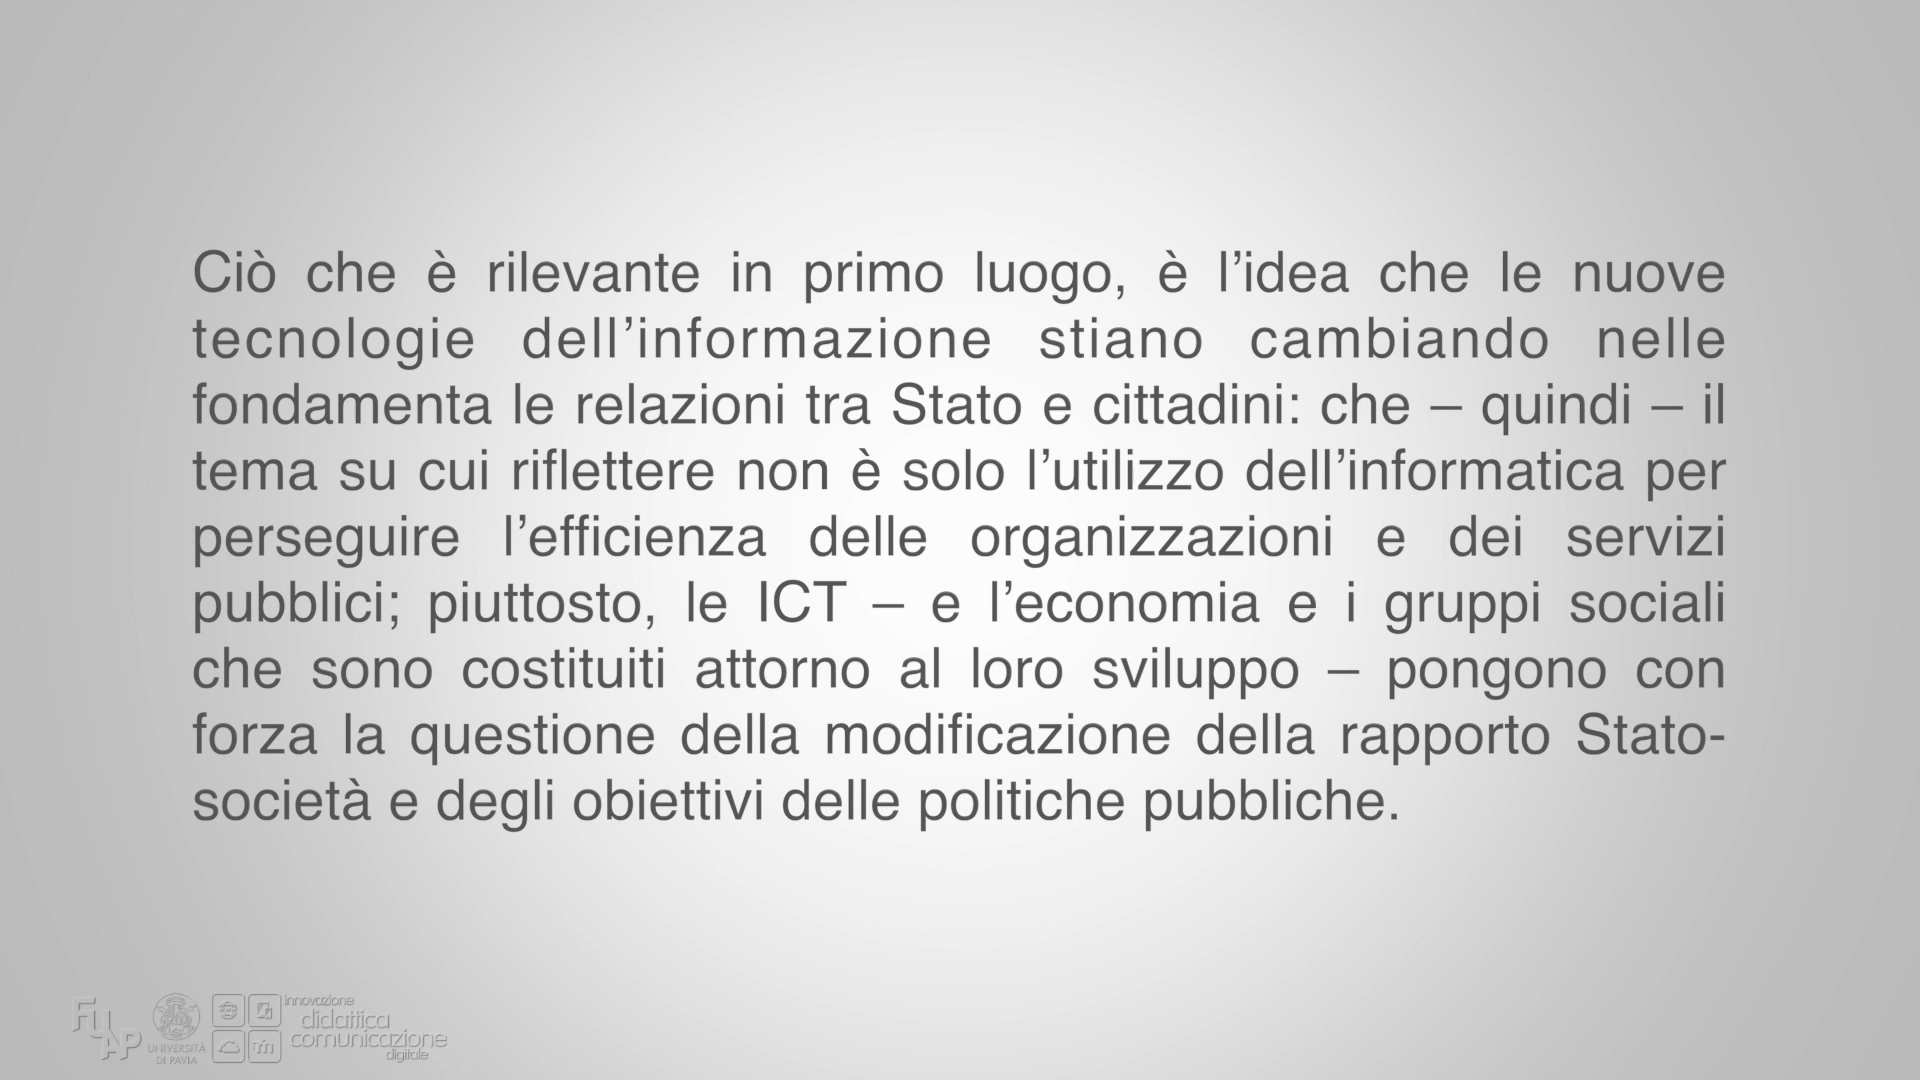 Ciò che è rilevante in primo luogo, è l’idea che le nuove
tecnologie dell’informazione stiano cambiando nelle
fondamenta le relazioni tra Stato e cittadini: che – quindi – il
tema su cui riflettere non è solo l’utilizzo dell’informatica per
perseguire l’efficienza delle organizzazioni e dei servizi
pubblici; piuttosto, le ICT – e l’economia e i gruppi sociali
che sono costituiti attorno al loro sviluppo – pongono con
forza la questione della modificazione della rapporto Stato-
società e degli obiettivi delle politiche pubbliche.
UNIVERSITÀ
DI PAVIA
innovazione
didattica
comunicazione
digitale